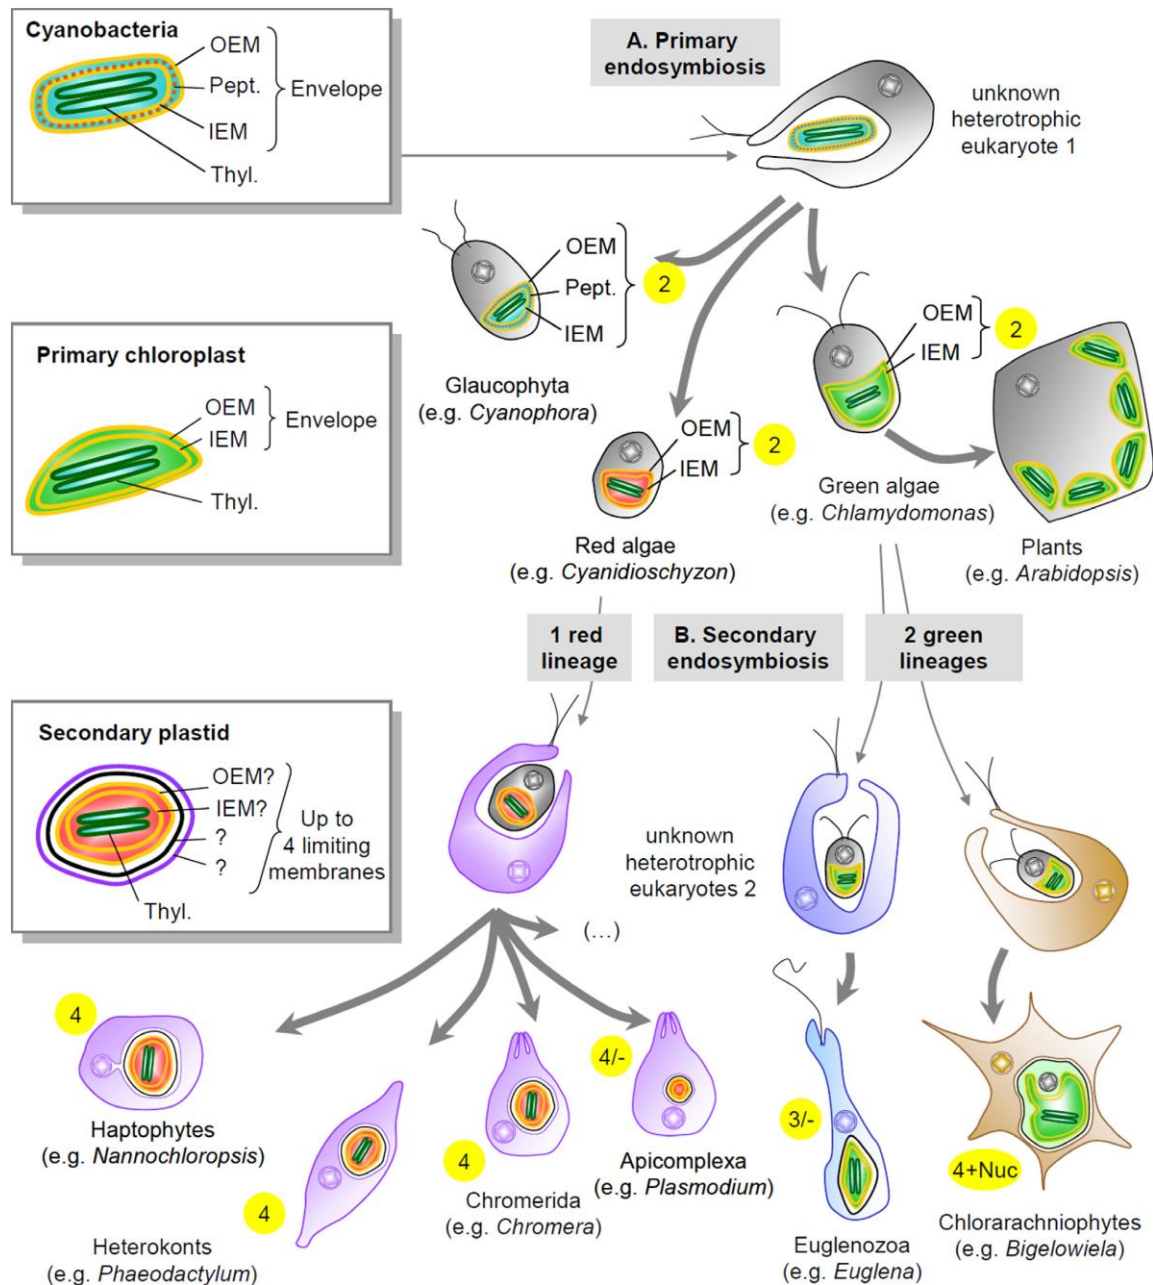 Cyanobacteria
OEM
Pept.
IEM
Envelope
Thyl.
A. Primary
endosymbiosis
unknown
heterotrophic
eukaryote 1
OEM
Pept.
IEM
2
Glaucophyta
(e.g. Cyanophora)
OEM
IEM
2
Primary chloroplast
OEM
IEM
Envelope
Thyl.
OEM
IEM
2
Red algae
(e.g. Cyanidioschyzon)
Green algae
(e.g. Chlamydomonas)
Plants
(e.g. Arabidopsis)
1 red
lineage
B. Secondary
endosymbiosis
2 green
lineages
Secondary plastid
OEM?
IEM?
?
?
Up to
4 limiting
membranes
Thyl.
unknown
heterotrophic
eukaryotes 2
(...)
4
Haptophytes
(e.g. Nannochloropsis)
4
Heterokonts
(e.g. Phaeodactylum)
4
Chromerida
(e.g. Chromera)
4/-
Apicomplexa
(e.g. Plasmodium)
3/-
Euglenozoa
(e.g. Euglena)
4+Nuc
Chlorarachniophytes
(e.g. Bigelowiela)